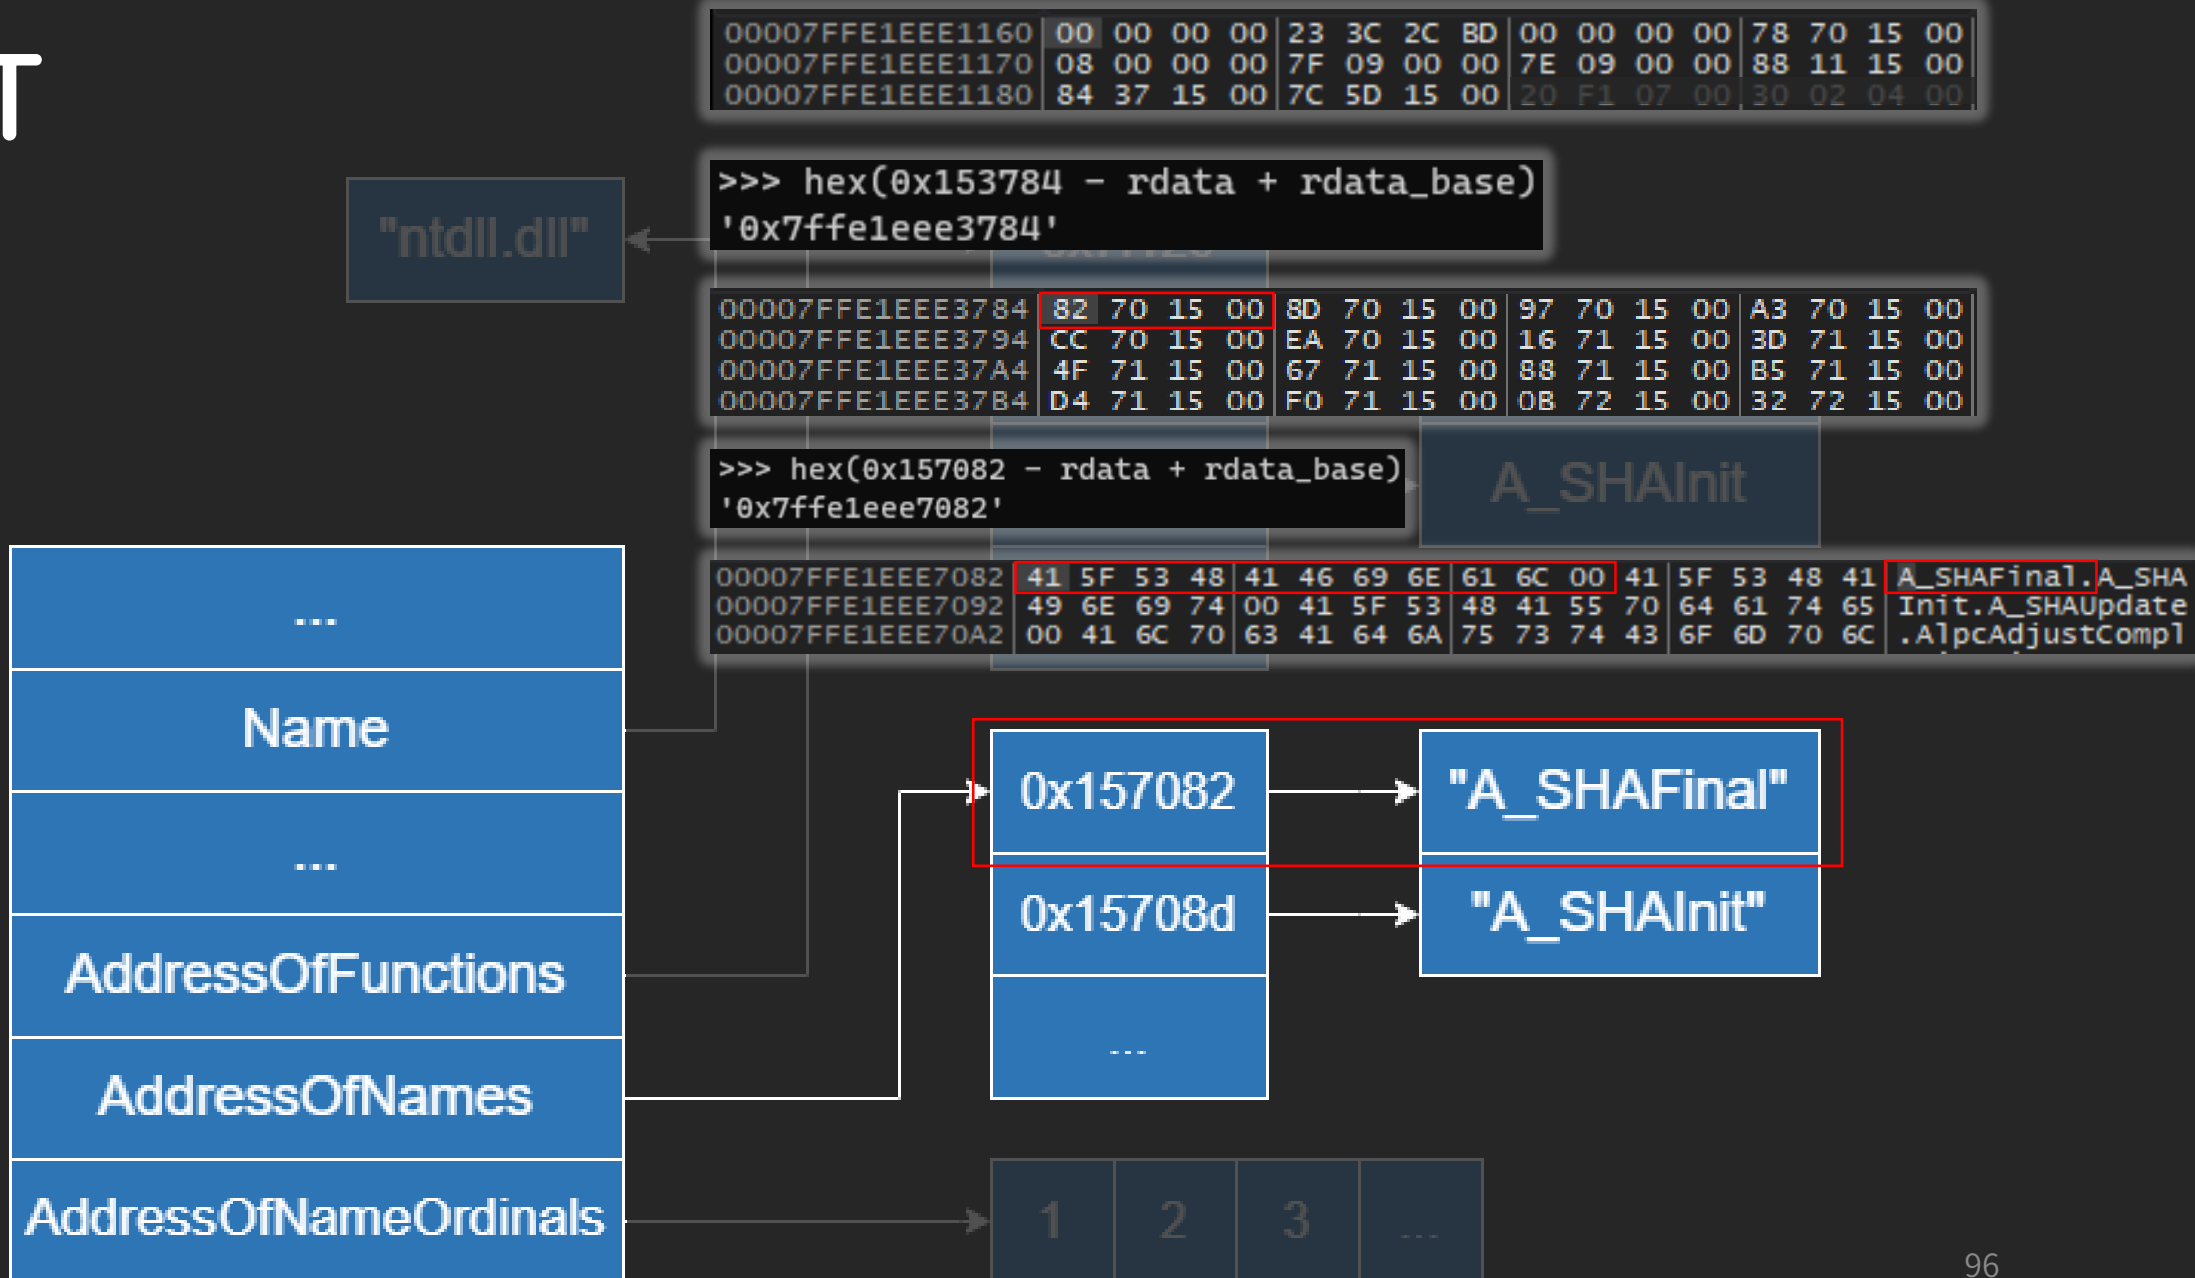 T
00007FFE1EEE1160 00 00 00 00 23 3C 2C BD 00 00 00 00 78 70 15 00
00007FFE1EEE1170 08 00 00 00 7F 09 00 00 7E 09 00 00 88 11 15 00
00007FFE1EEE1180 84 37 15 00 7C 5D 15 00 20 F1 07 00 30 02 04 00
>>> hex(0x153784 - rdata + rdata_base)
'0x7ffe1eee3784'
"ntdll.dll"
00007FFE1EEE3784 82 70 15 00 8D 70 15 00 97 70 15 00 A3 70 15 00
00007FFE1EEE3794 CC 70 15 00 EA 70 15 00 16 71 15 00 3D 71 15 00
00007FFE1EEE37A4 4F 71 15 00 67 71 15 00 88 71 15 00 B5 71 15 00
00007FFE1EEE37B4 D4 71 15 00 F0 71 15 00 0B 72 15 00 32 72 15 00
>>> hex(0x157082 - rdata + rdata_base)
'0x7ffe1eee7082'
A_SHAInit
00007FFE1EEE7082 41 5F 53 48 41 46 69 6E 61 6C 00 41 5F 53 48 41 A_SHAFinal.A_SHA
00007FFE1EEE7092 49 6E 69 74 00 41 5F 53 48 41 55 70 64 61 74 65 Init.A_SHAUpdate
00007FFE1EEE70A2 00 41 6C 70 63 41 64 6A 75 73 74 43 6F 6D 70 6C .AlpcAdjustCompl
...
Name
...
AddressOfFunctions
AddressOfNames
AddressOfNameOrdinals
0x157082 "A_SHAFinal"
0x15708d "A_SHAInit"
...
1 2 3 ...
96